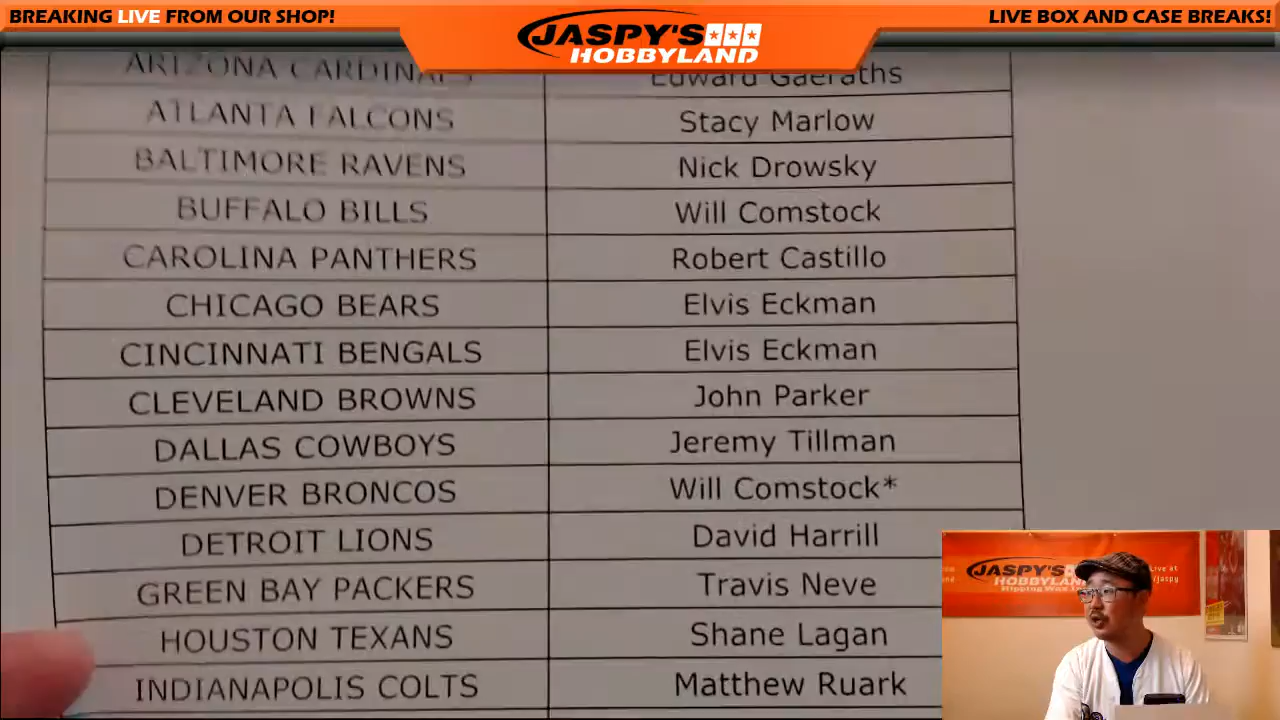 BREAKING LIVE FROM OUR SHOP!
JASPY'S
HOBBYLAND
LIVE BOX AND CASE BREAKS!
ARIZONA CARDINALS Edward Gaeraths
ATLANTA FALCONS Stacy Marlow
BALTIMORE RAVENS Nick Drowsky
BUFFALO BILLS Will Comstock
CAROLINA PANTHERS Robert Castillo
CHICAGO BEARS Elvis Eckman
CINCINNATI BENGALS Elvis Eckman
CLEVELAND BROWNS John Parker
DALLAS COWBOYS Jeremy Tillman
DENVER BRONCOS Will Comstock*
DETROIT LIONS David Harrill
GREEN BAY PACKERS Travis Neve
HOUSTON TEXANS Shane Lagan
INDIANAPOLIS COLTS Matthew Ruark
JASPY'S
HOBBYLAND
Live at
/jaspy